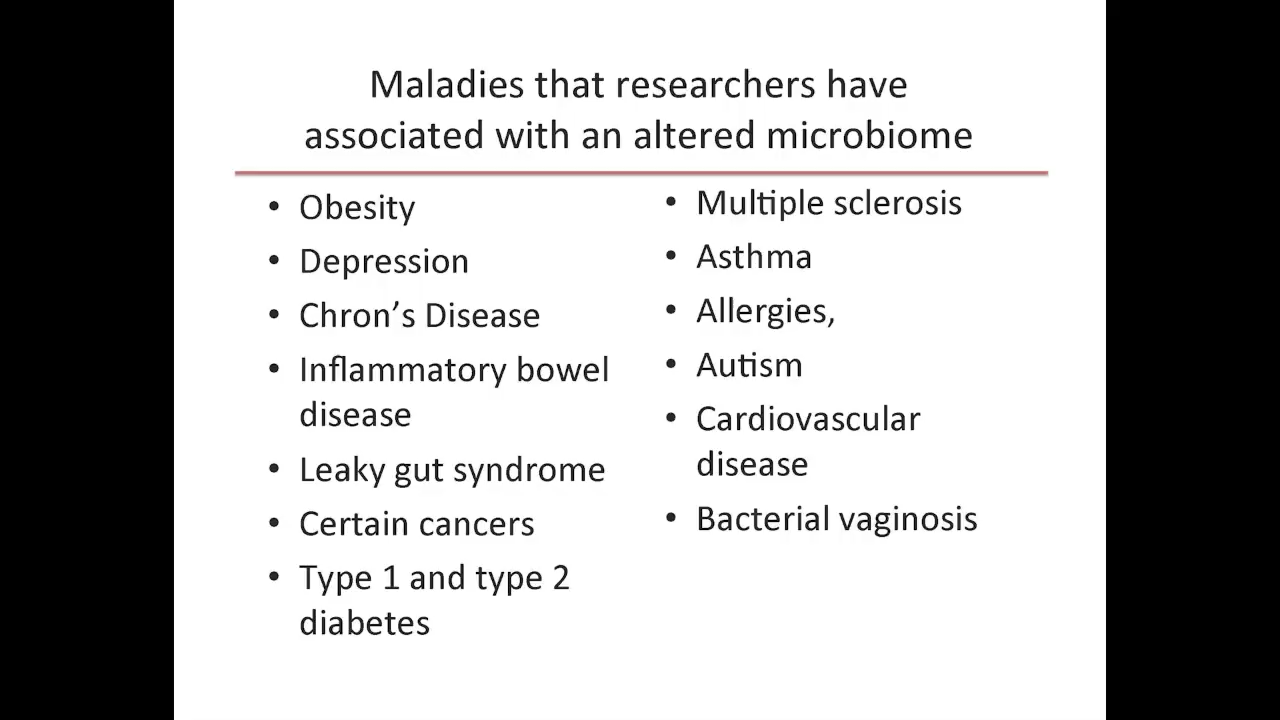 Maladies that researchers have
associated with an altered microbiome
• Obesity
• Depression
• Chron’s Disease
• Inflammatory bowel
disease
• Leaky gut syndrome
• Certain cancers
• Type 1 and type 2
diabetes
• Multiple sclerosis
• Asthma
• Allergies,
• Autism
• Cardiovascular
disease
• Bacterial vaginosis